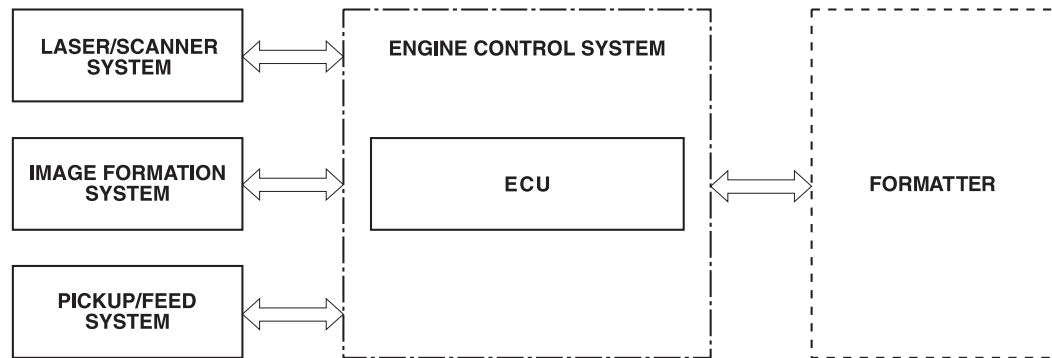 LASER/SCANNER
SYSTEM
ENGINE CONTROL SYSTEM
IMAGE FORMATION
SYSTEM
ECU
FORMATTER
PICKUP/FEED
SYSTEM